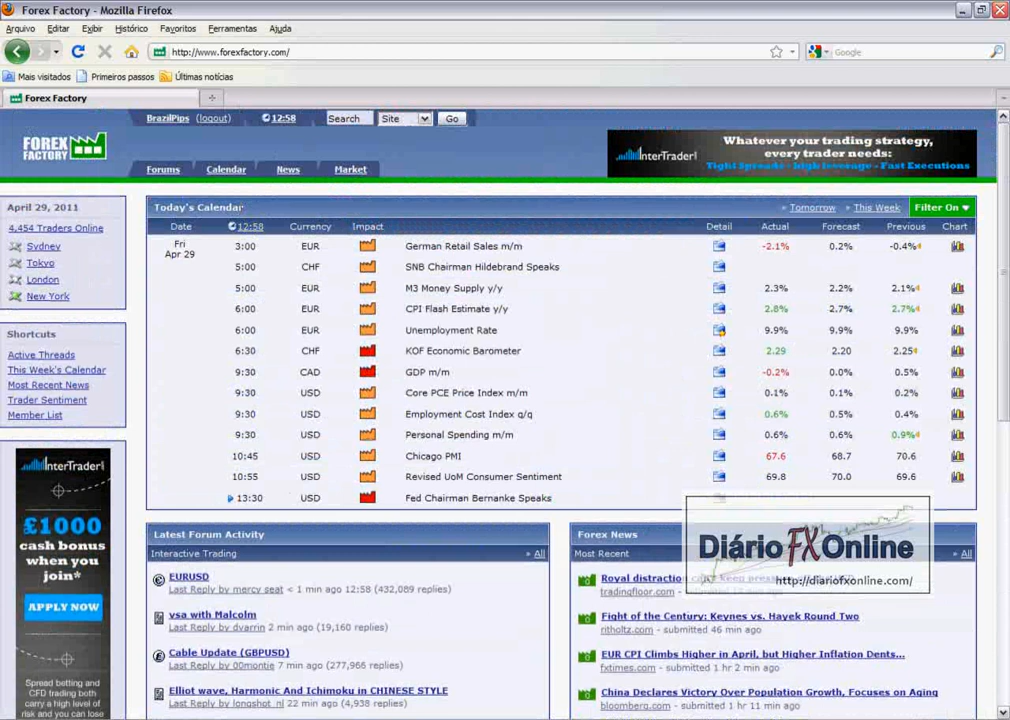 Forex Factory - Mozilla Firefox
Arquivo Editar Exibir Histórico Favoritos Ferramentas Ajuda
http://www.forexfactory.com/ Google
Mais visitados Primeiros passos Últimas notícias
Forex Factory
BrazilPips (logout) 12:58 Search Site Go
FOREX FACTORY
InterTrader
Whatever your trading strategy,
every trader needs:
Tight Spreads - high leverage - Fast Executions
Forums Calendar News Market
April 29, 2011
4,454 Traders Online
Sydney
Tokyo
London
New York
Shortcuts
Active Threads
This Week's Calendar
Most Recent News
Trader Sentiment
Member List
InterTrader
£1000
cash bonus
when you
join*
APPLY NOW
Spread betting and
CFD trading both
carry a high level of
risk and you can lose
Today's Calendar » Tomorrow » This Week Filter On
Date 12:58 Currency Impact Detail Actual Forecast Previous Chart
Fri
Apr 29
3:00 EUR German Retail Sales m/m -2.1% 0.2% -0.4%
5:00 CHF SNB Chairman Hildebrand Speaks
5:00 EUR M3 Money Supply y/y 2.3% 2.2% 2.1%
6:00 EUR CPI Flash Estimate y/y 2.8% 2.7% 2.7%
6:00 EUR Unemployment Rate 9.9% 9.9% 9.9%
6:30 CHF KOF Economic Barometer 2.29 2.20 2.25
9:30 CAD GDP m/m -0.2% 0.0% 0.5%
9:30 USD Core PCE Price Index m/m 0.1% 0.1% 0.2%
9:30 USD Employment Cost Index q/q 0.6% 0.5% 0.4%
9:30 USD Personal Spending m/m 0.6% 0.6% 0.9%
10:45 USD Chicago PMI 67.6 68.7 70.6
10:55 USD Revised UoM Consumer Sentiment 69.8 70.0 69.6
13:30 USD Fed Chairman Bernanke Speaks
Latest Forum Activity
Interactive Trading » All
EURUSD
Last Reply by mercy seat < 1 min ago 12:58 (432,089 replies)
vsa with Malcolm
Last Reply by dvarrin 2 min ago (19,160 replies)
Cable Update (GBPUSD)
Last Reply by 00montie 7 min ago (277,966 replies)
Elliot wave, Harmonic And Ichimoku in CHINESE STYLE
Last Reply by longshot_nl 22 min ago (4,938 replies)
Forex News
Most Recent » All
Royal distraction
tradingfloor.com - submitted
Fight of the Century: Keynes vs. Hayek Round Two
ritholtz.com - submitted 46 min ago
EUR CPI Climbs Higher in April, but Higher Inflation Dents...
fxtimes.com - submitted 1 hr 2 min ago
China Declares Victory Over Population Growth, Focuses on Aging
bloomberg.com - submitted 1 hr 11 min ago
Diário FX Online
http://diariofxonline.com/